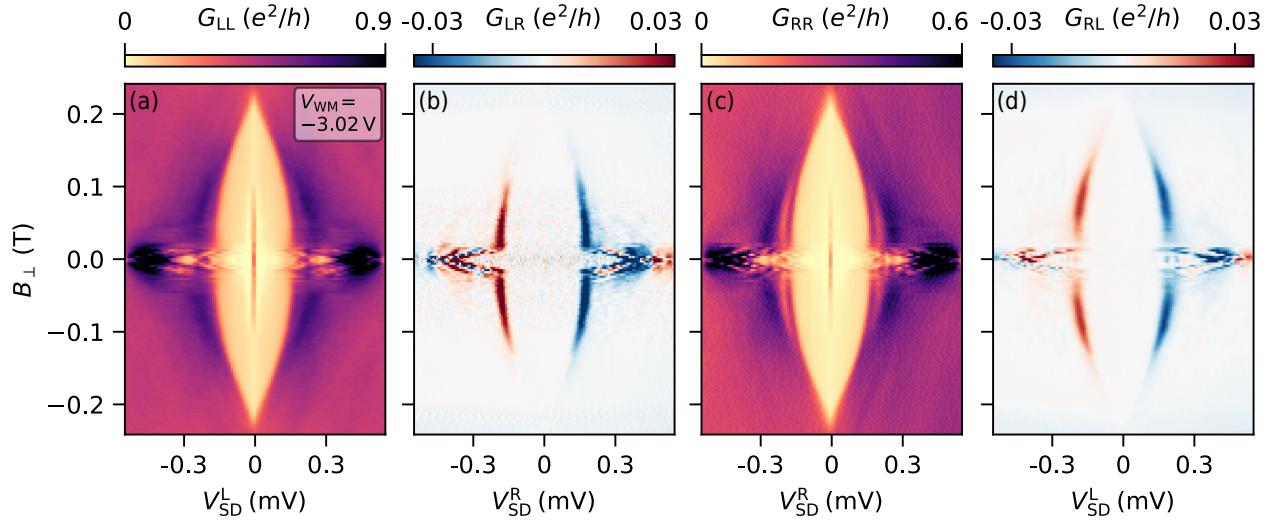 G_LL (e²/h)
0 0.9
G_LR (e²/h)
-0.03 0.03
G_RR (e²/h)
0 0.6
G_RL (e²/h)
-0.03 0.03
(a)
V_WM =
−3.02 V
(b)
(c)
(d)
B_⊥ (T)
0.2
0.1
0.0
−0.1
−0.2
-0.3 0 0.3
V_SD^L (mV)
-0.3 0 0.3
V_SD^R (mV)
-0.3 0 0.3
V_SD^R (mV)
-0.3 0 0.3
V_SD^L (mV)